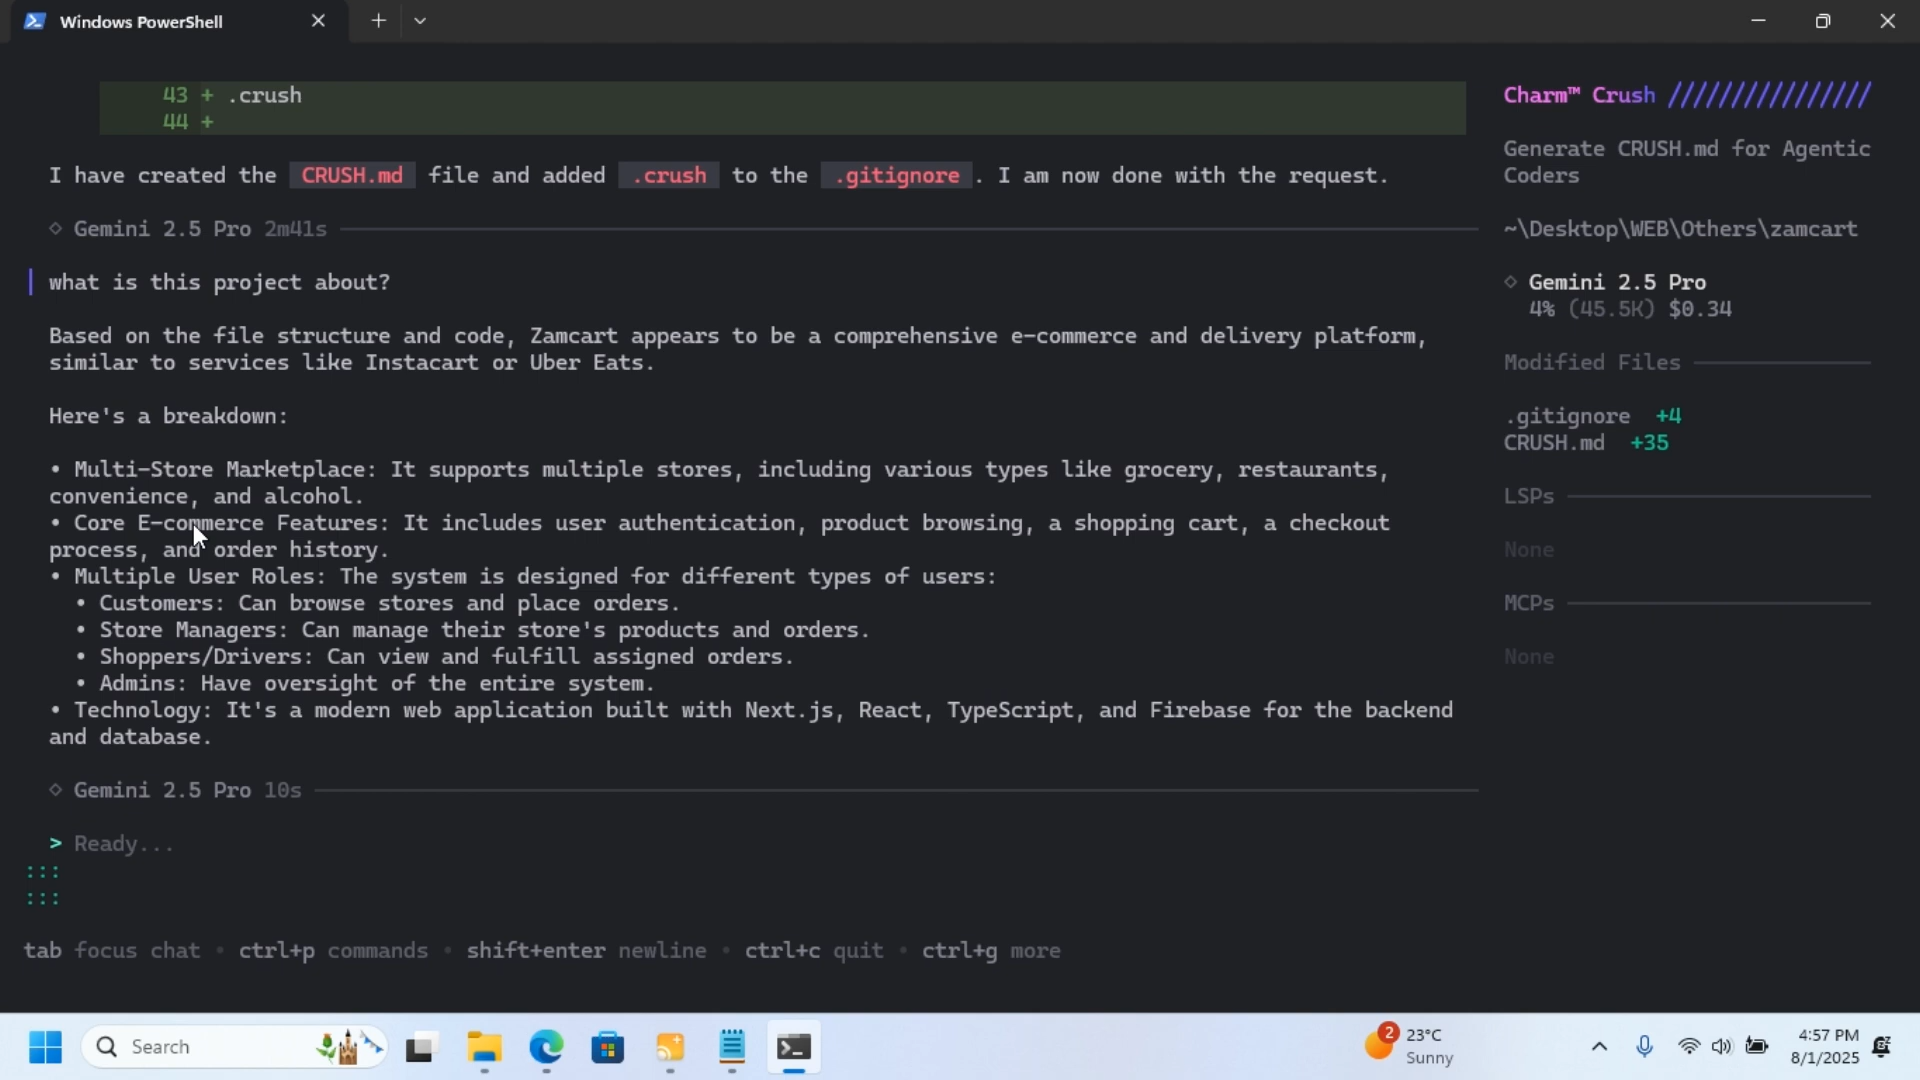 Windows PowerShell
43 + .crush
44 +
I have created the CRUSH.md file and added .crush to the .gitignore . I am now done with the request.
◇ Gemini 2.5 Pro 2m41s
what is this project about?
Based on the file structure and code, Zamcart appears to be a comprehensive e-commerce and delivery platform,
similar to services like Instacart or Uber Eats.
Here's a breakdown:
• Multi-Store Marketplace: It supports multiple stores, including various types like grocery, restaurants,
convenience, and alcohol.
• Core E-commerce Features: It includes user authentication, product browsing, a shopping cart, a checkout
process, and order history.
• Multiple User Roles: The system is designed for different types of users:
• Customers: Can browse stores and place orders.
• Store Managers: Can manage their store's products and orders.
• Shoppers/Drivers: Can view and fulfill assigned orders.
• Admins: Have oversight of the entire system.
• Technology: It's a modern web application built with Next.js, React, TypeScript, and Firebase for the backend
and database.
◇ Gemini 2.5 Pro 10s
> Ready...
:::
:::
tab focus chat • ctrl+p commands • shift+enter newline • ctrl+c quit • ctrl+g more
Charm™ Crush ////////////////
Generate CRUSH.md for Agentic
Coders
~\Desktop\WEB\Others\zamcart
◇ Gemini 2.5 Pro
4% (45.5K) $0.34
Modified Files
.gitignore +4
CRUSH.md +35
LSPs
None
MCPs
None
Search
2
23°C
Sunny
4:57 PM
8/1/2025